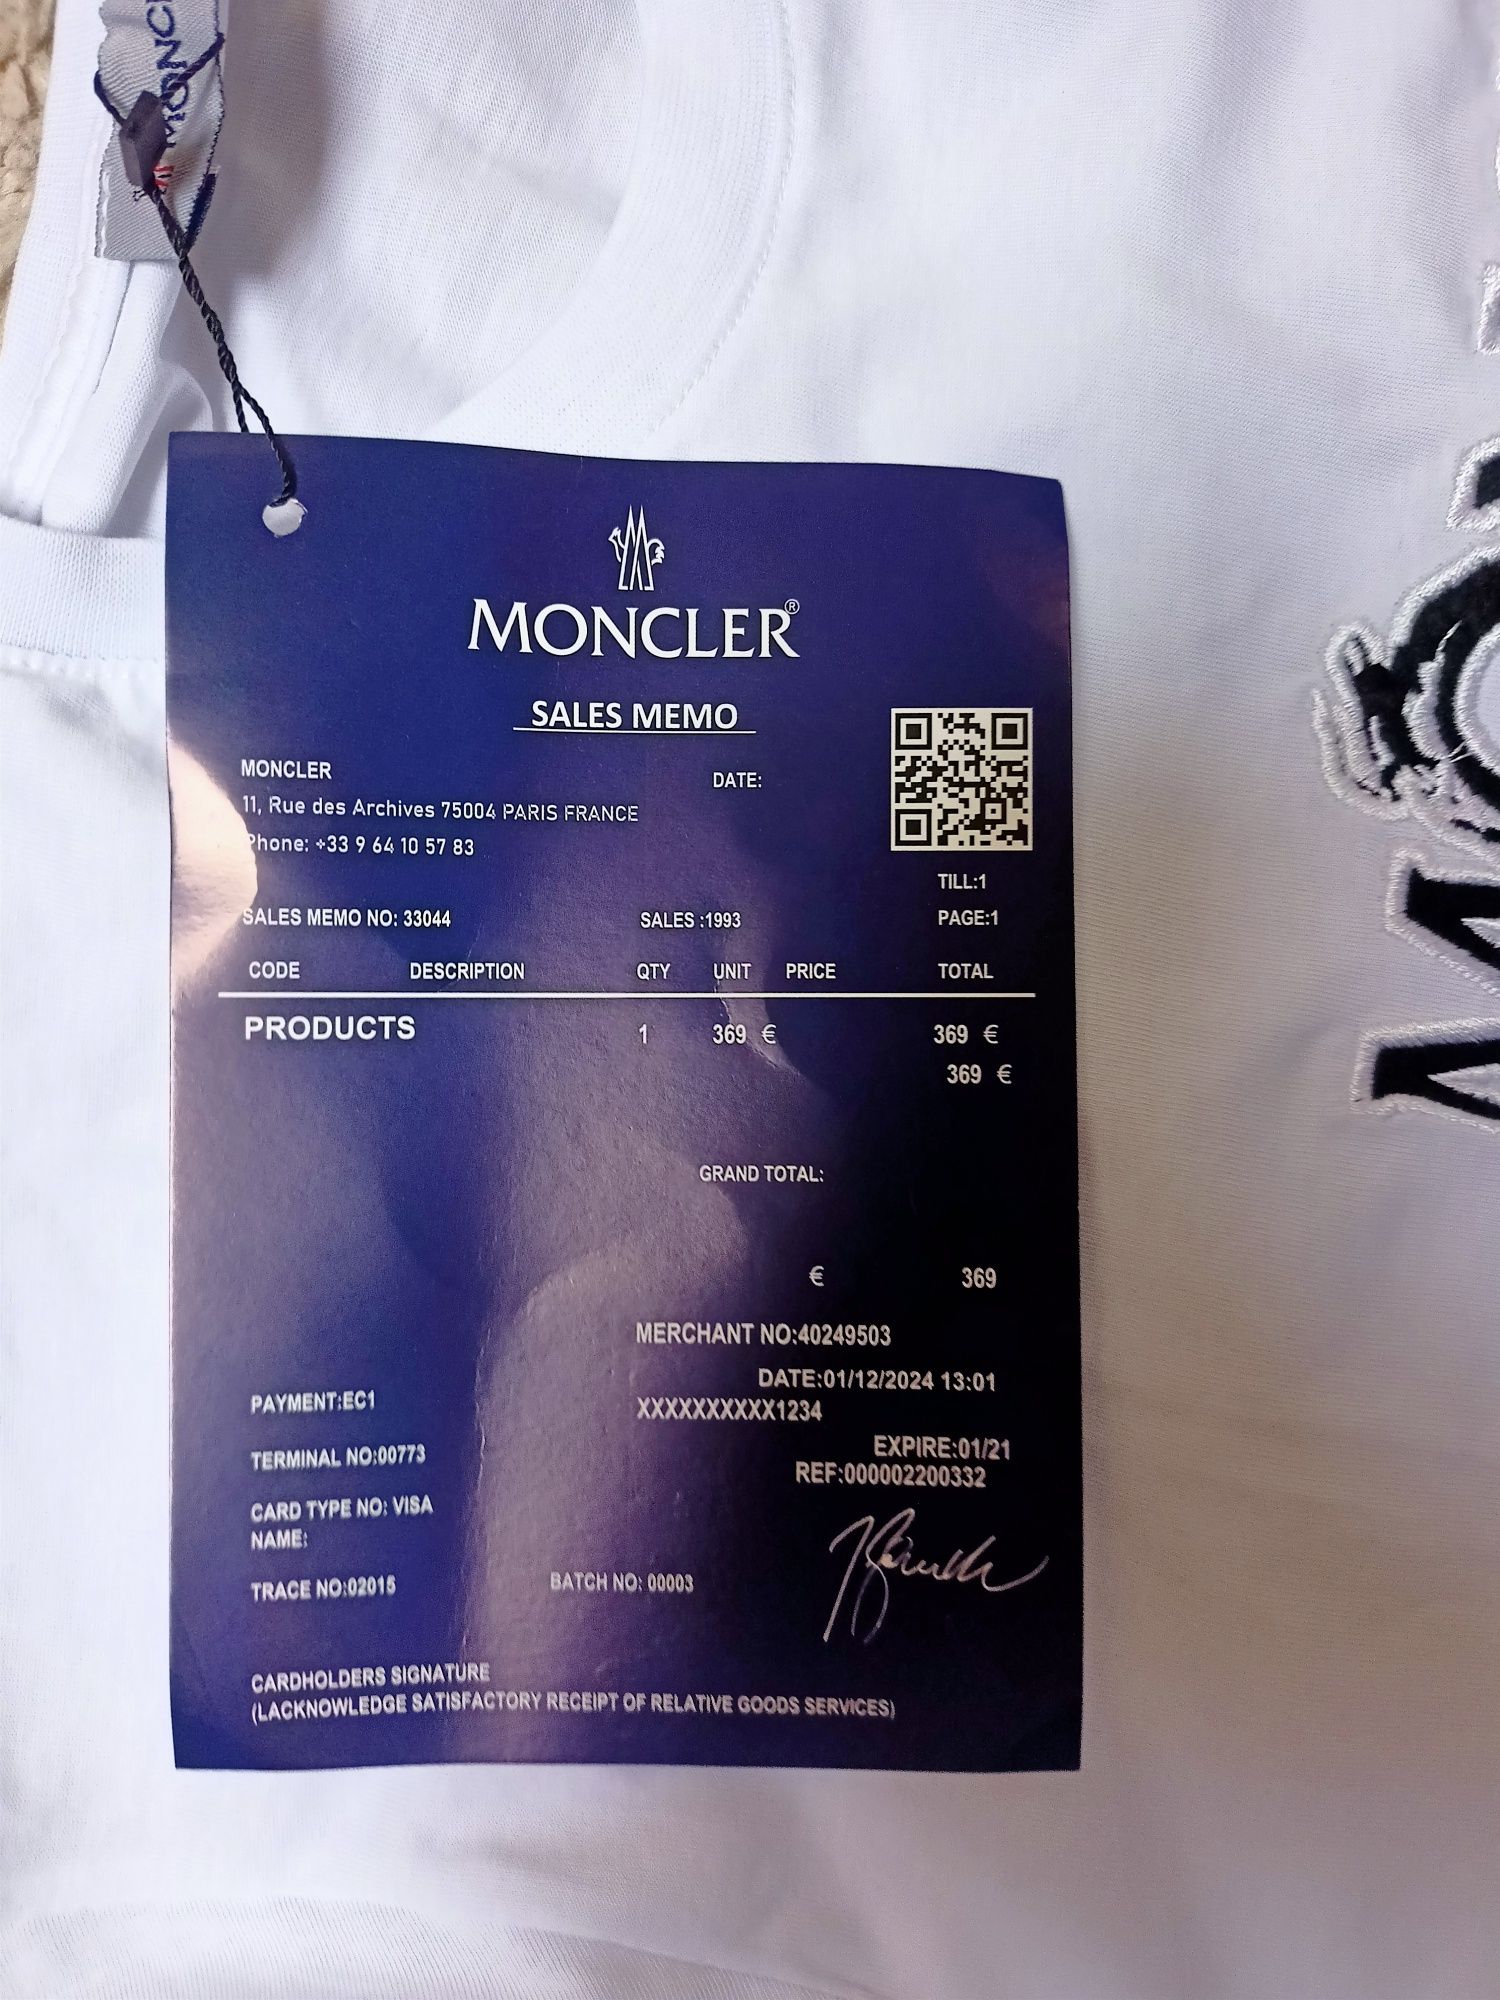 MONC
MONCLER®
SALES MEMO
MONCLER
DATE:
11, Rue des Archives 75004 PARIS FRANCE
Phone: +33 9 64 10 57 83
TILL:1
SALES MEMO NO: 33044 SALES :1993 PAGE:1
CODE DESCRIPTION QTY UNIT PRICE TOTAL
PRODUCTS 1 369 € 369 €
369 €
GRAND TOTAL:
€ 369
MERCHANT NO:40249503
DATE:01/12/2024 13:01
PAYMENT:EC1
XXXXXXXXXX1234
EXPIRE:01/21
TERMINAL NO:00773
REF:000002200332
CARD TYPE NO: VISA
NAME:
TRACE NO:02015 BATCH NO: 00003
CARDHOLDERS SIGNATURE
(LACKNOWLEDGE SATISFACTORY RECEIPT OF RELATIVE GOODS SERVICES)